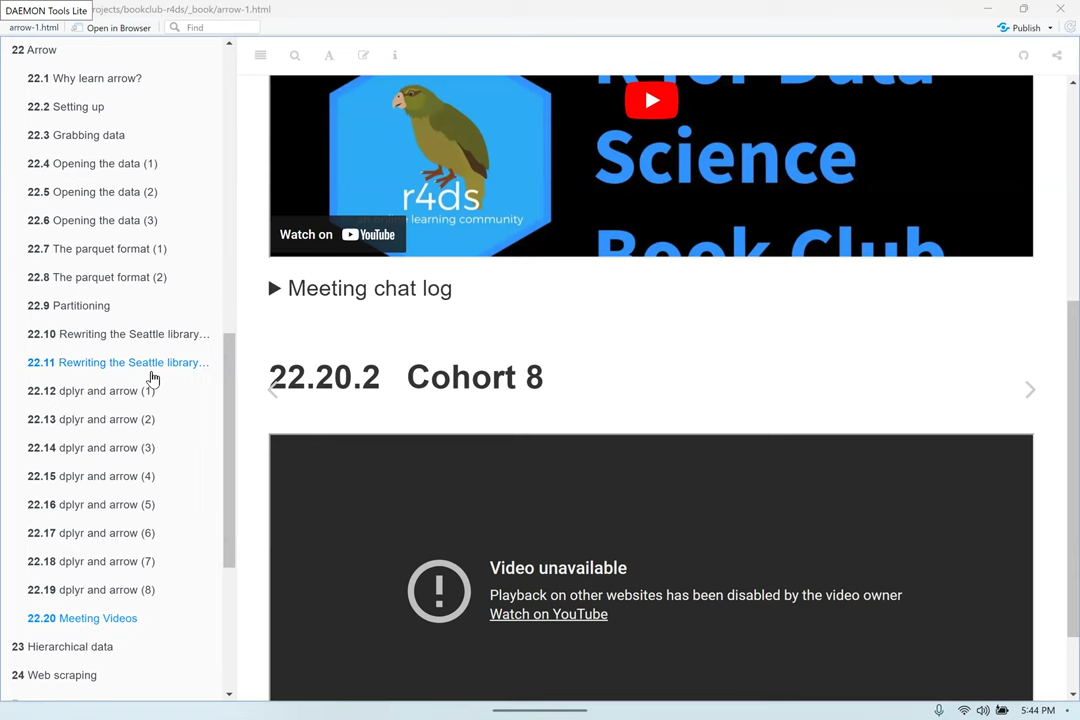 DAEMON Tools Lite
rojects/bookclub-r4ds/_book/arrow-1.html
arrow-1.html
Open in Browser
Find
Publish
22 Arrow
22.1 Why learn arrow?
22.2 Setting up
22.3 Grabbing data
22.4 Opening the data (1)
22.5 Opening the data (2)
22.6 Opening the data (3)
22.7 The parquet format (1)
22.8 The parquet format (2)
22.9 Partitioning
22.10 Rewriting the Seattle library…
22.11 Rewriting the Seattle library…
22.12 dplyr and arrow (1)
22.13 dplyr and arrow (2)
22.14 dplyr and arrow (3)
22.15 dplyr and arrow (4)
22.16 dplyr and arrow (5)
22.17 dplyr and arrow (6)
22.18 dplyr and arrow (7)
22.19 dplyr and arrow (8)
22.20 Meeting Videos
23 Hierarchical data
24 Web scraping
R for Data
Science
Book Club
r4ds
an online learning community
Watch on YouTube
Meeting chat log
22.20.2 Cohort 8
Video unavailable
Playback on other websites has been disabled by the video owner
Watch on YouTube
5:44 PM